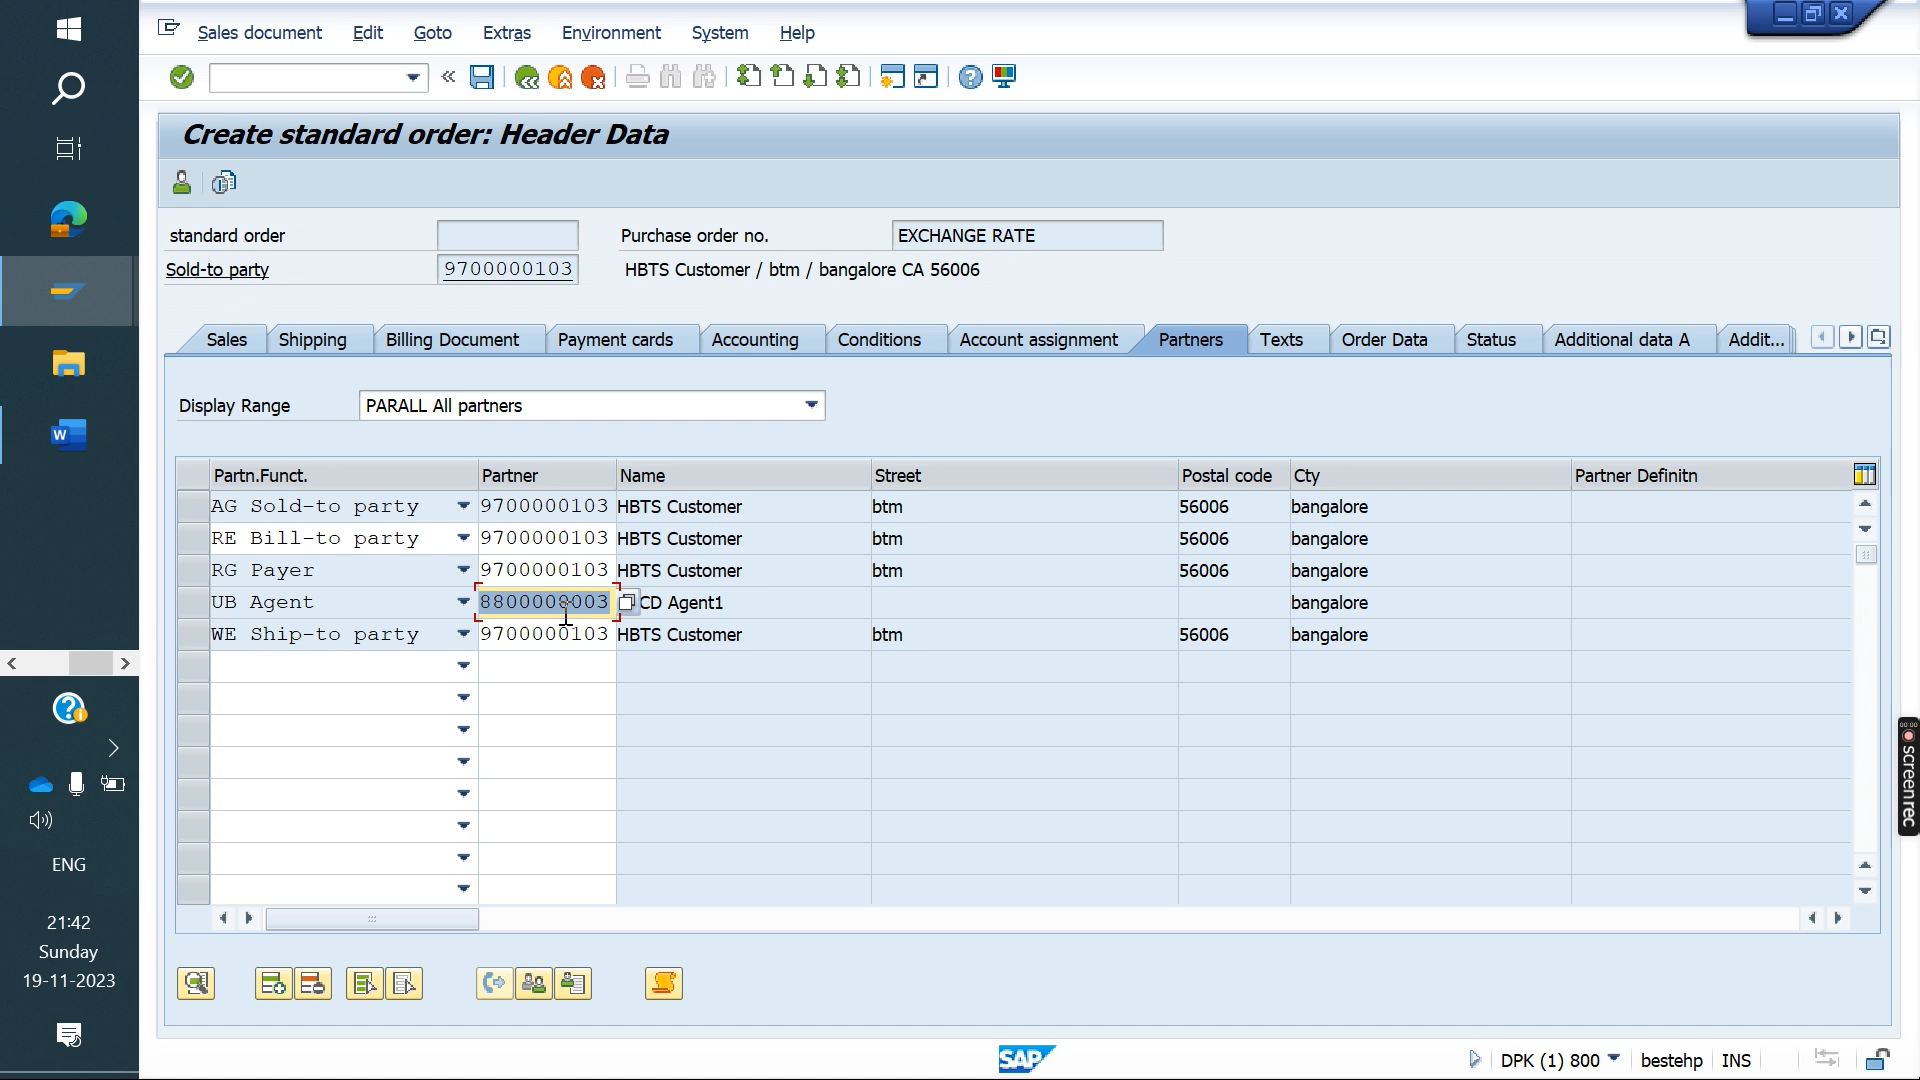 Sales document Edit Goto Extras Environment System Help
Create standard order: Header Data
standard order
Purchase order no. EXCHANGE RATE
Sold-to party 9700000103 HBTS Customer / btm / bangalore CA 56006
Sales Shipping Billing Document Payment cards Accounting Conditions Account assignment Partners Texts Order Data Status Additional data A Addit...
Display Range PARALL All partners
Partn.Funct. Partner Name Street Postal code Cty Partner Definitn
AG Sold-to party 9700000103 HBTS Customer btm 56006 bangalore
RE Bill-to party 9700000103 HBTS Customer btm 56006 bangalore
RG Payer 9700000103 HBTS Customer btm 56006 bangalore
UB Agent 8800000003 CD Agent1 bangalore
WE Ship-to party 9700000103 HBTS Customer btm 56006 bangalore
W
00:00
screenrec
ENG
21:42
Sunday
19-11-2023
SAP
DPK (1) 800 bestehp INS